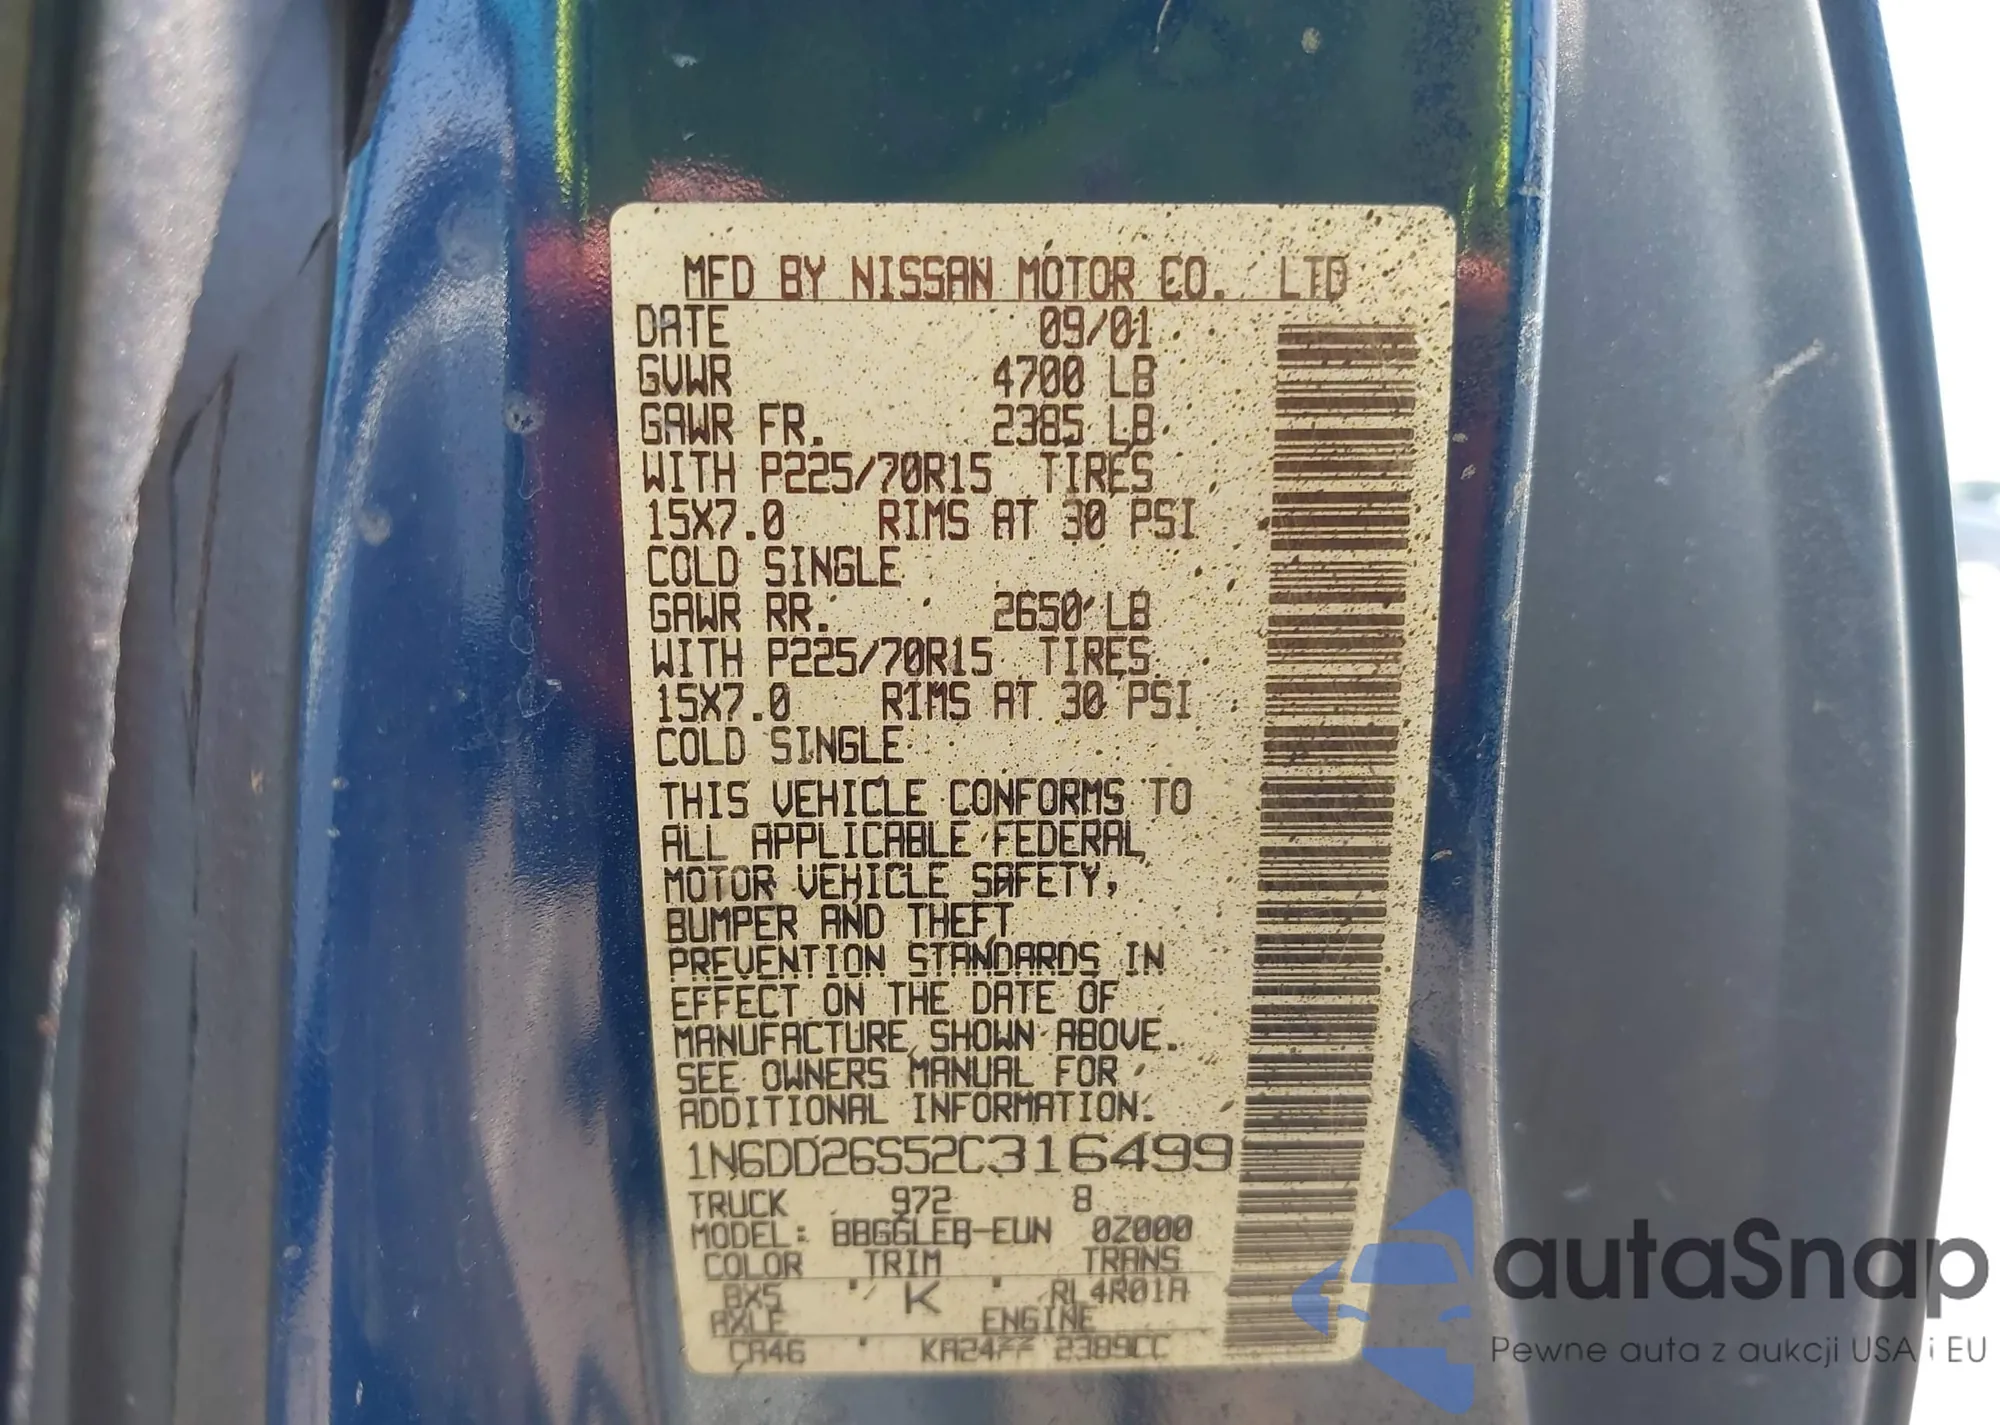 MFD BY NISSAN MOTOR CO. LTD
DATE 09/01
GVWR 4700 LB
GAWR FR. 2385 LB
WITH P225/70R15 TIRES
15X7.0 RIMS AT 30 PSI
COLD SINGLE
GAWR RR. 2650 LB
WITH P225/70R15 TIRES
15X7.0 RIMS AT 30 PSI
COLD SINGLE
THIS VEHICLE CONFORMS TO
ALL APPLICABLE FEDERAL
MOTOR VEHICLE SAFETY,
BUMPER AND THEFT
PREVENTION STANDARDS IN
EFFECT ON THE DATE OF
MANUFACTURE SHOWN ABOVE.
SEE OWNERS MANUAL FOR
ADDITIONAL INFORMATION.
1N6DD26S52C316499
TRUCK 972 8
MODEL: BBGGLEB-EUN 0Z000
COLOR TRIM TRANS
BX5 K RL4R01A
AXLE ENGINE
CA46 2389CC
autaSnap
Pewne auta z aukcji USA i EU